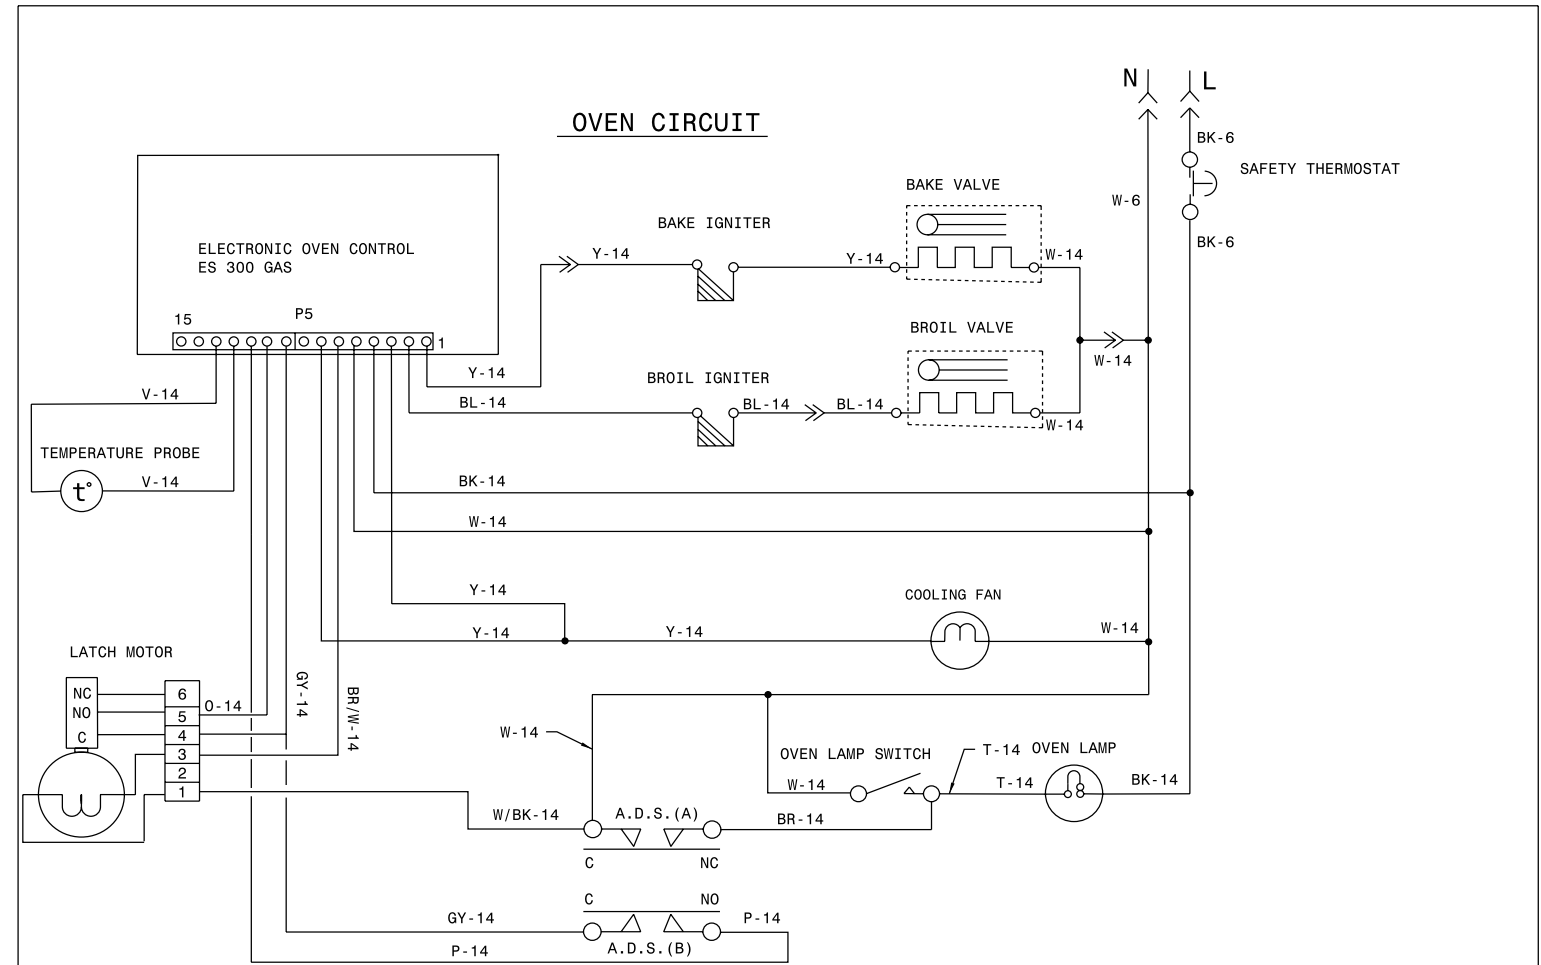 N
L
OVEN CIRCUIT
BK-6
SAFETY THERMOSTAT
BAKE VALVE
W-6
BAKE IGNITER
ELECTRONIC OVEN CONTROL
ES 300 GAS
Y-14
Y-14
W-14
BK-6
15
P5
1
BROIL VALVE
W-14
Y-14
BROIL IGNITER
V-14
BL-14
BL-14
BL-14
W-14
TEMPERATURE PROBE
t°
V-14
BK-14
W-14
Y-14
COOLING FAN
Y-14
Y-14
W-14
LATCH MOTOR
NC
NO
C
6
5
4
3
2
1
O-14
GY-14
BR/W-14
W-14
OVEN LAMP SWITCH
T-14
OVEN LAMP
W-14
T-14
BK-14
W/BK-14
A.D.S.(A)
BR-14
C
NC
C
NO
GY-14
P-14
P-14
A.D.S.(B)